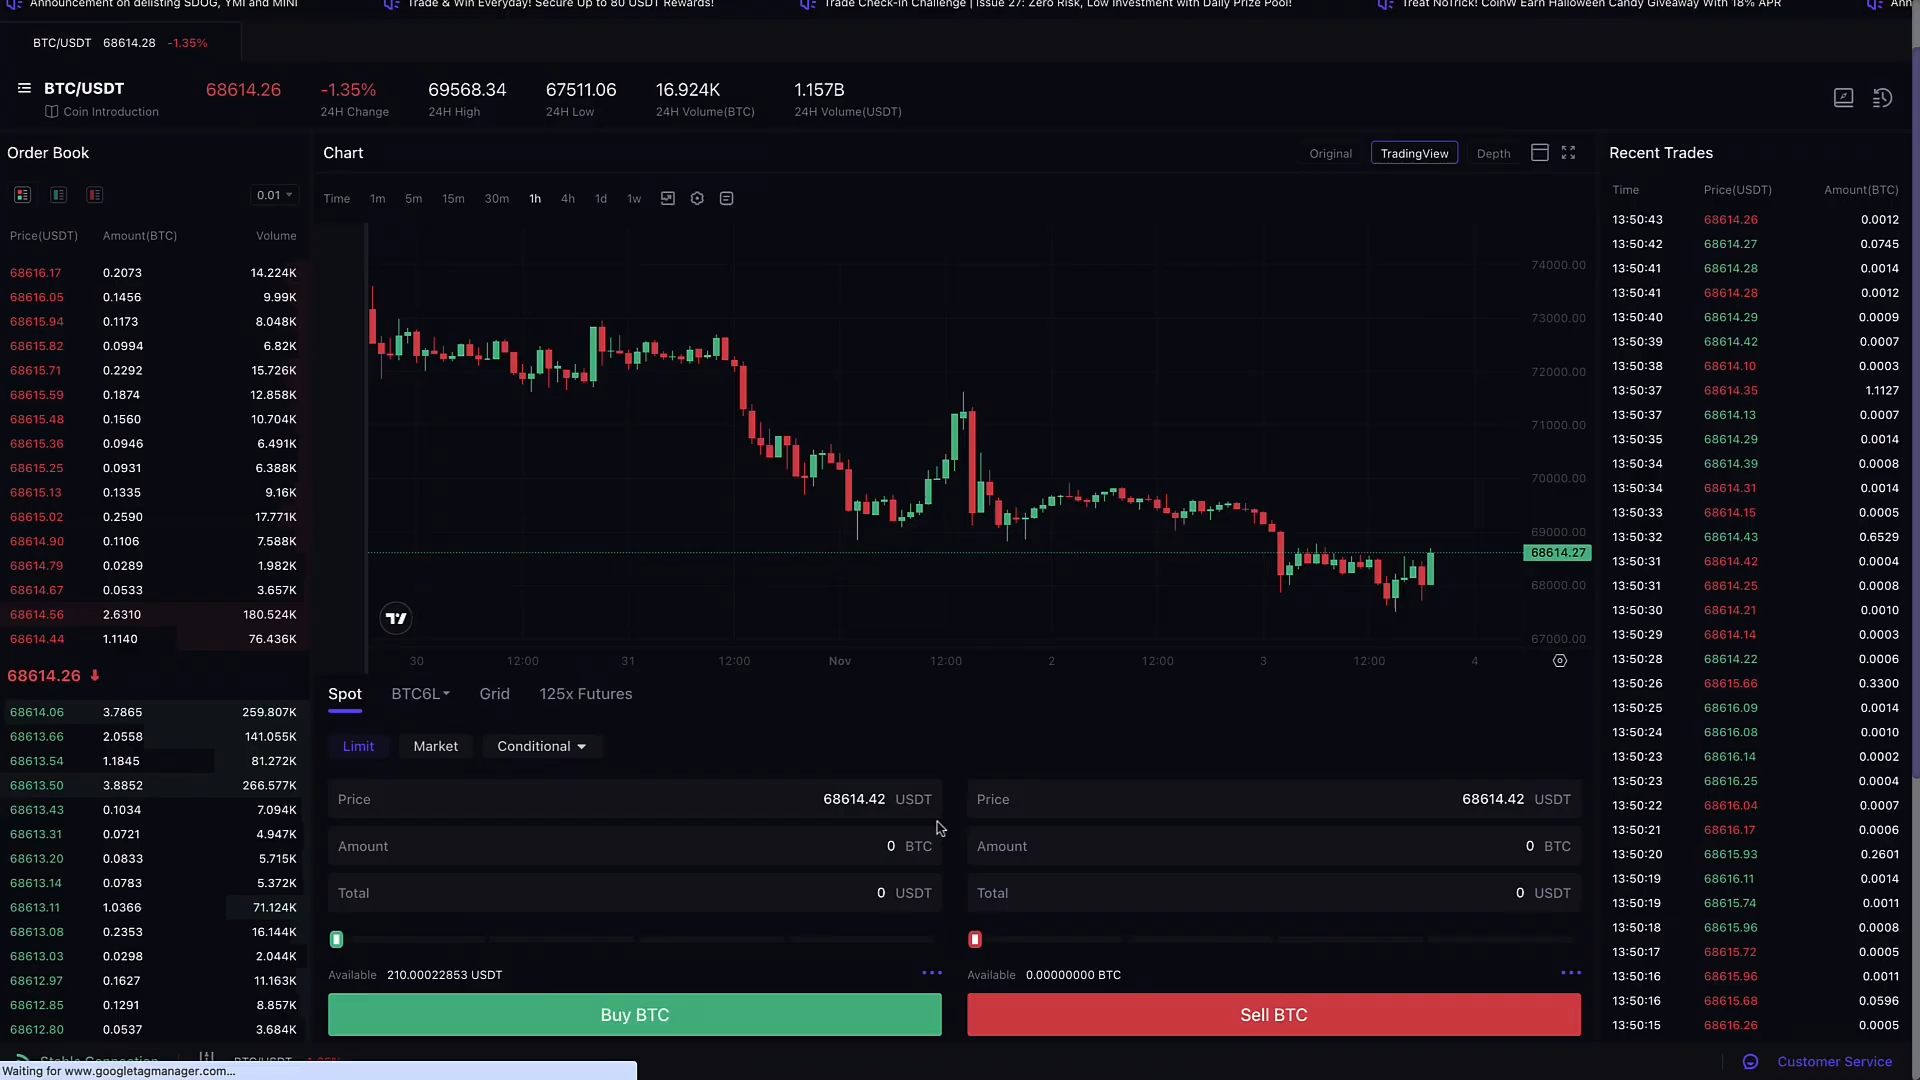 Announcement on delisting SDOG, YMI and MINI
Trade & Win Everyday! Secure Up to 80 USDT Rewards!
Trade Check-in Challenge | Issue 27: Zero Risk, Low Investment with Daily Prize Pool!
Treat NoTrick! CoinW Earn Halloween Candy Giveaway With 18% APR
BTC/USDT 68614.28 -1.35%
BTC/USDT 68614.26 -1.35% 69568.34 67511.06 16.924K 1.157B
Coin Introduction 24H Change 24H High 24H Low 24H Volume(BTC) 24H Volume(USDT)
Order Book
0.01
Price(USDT) Amount(BTC) Volume
68616.17 0.2073 14.224K
68616.05 0.1456 9.99K
68615.94 0.1173 8.048K
68615.82 0.0994 6.82K
68615.71 0.2292 15.726K
68615.59 0.1874 12.858K
68615.48 0.1560 10.704K
68615.36 0.0946 6.491K
68615.25 0.0931 6.388K
68615.13 0.1335 9.16K
68615.02 0.2590 17.771K
68614.90 0.1106 7.588K
68614.79 0.0289 1.982K
68614.67 0.0533 3.657K
68614.56 2.6310 180.524K
68614.44 1.1140 76.436K
68614.26
68614.06 3.7865 259.807K
68613.66 2.0558 141.055K
68613.54 1.1845 81.272K
68613.50 3.8852 266.577K
68613.43 0.1034 7.094K
68613.31 0.0721 4.947K
68613.20 0.0833 5.715K
68613.14 0.0783 5.372K
68613.11 1.0366 71.124K
68613.08 0.2353 16.144K
68613.03 0.0298 2.044K
68612.97 0.1627 11.163K
68612.85 0.1291 8.857K
68612.80 0.0537 3.684K
Chart
Original TradingView Depth
Time 1m 5m 15m 30m 1h 4h 1d 1w
74000.00
73000.00
72000.00
71000.00
70000.00
69000.00
68614.27
68000.00
67000.00
30 12:00 31 12:00 Nov 12:00 2 12:00 3 12:00 4
Spot BTC6L Grid 125x Futures
Limit Market Conditional
Price 68614.42 USDT
Amount 0 BTC
Total 0 USDT
Available 210.00022853 USDT
Buy BTC
Price 68614.42 USDT
Amount 0 BTC
Total 0 USDT
Available 0.00000000 BTC
Sell BTC
Recent Trades
Time Price(USDT) Amount(BTC)
13:50:43 68614.26 0.0012
13:50:42 68614.27 0.0745
13:50:41 68614.28 0.0014
13:50:41 68614.28 0.0012
13:50:40 68614.29 0.0009
13:50:39 68614.42 0.0007
13:50:38 68614.10 0.0003
13:50:37 68614.35 1.1127
13:50:37 68614.13 0.0007
13:50:35 68614.29 0.0014
13:50:34 68614.39 0.0008
13:50:34 68614.31 0.0014
13:50:33 68614.15 0.0005
13:50:32 68614.43 0.6529
13:50:31 68614.42 0.0004
13:50:31 68614.25 0.0008
13:50:30 68614.21 0.0010
13:50:29 68614.14 0.0003
13:50:28 68614.22 0.0006
13:50:26 68615.66 0.3300
13:50:25 68616.09 0.0014
13:50:24 68616.08 0.0010
13:50:23 68616.14 0.0002
13:50:23 68616.25 0.0004
13:50:22 68616.04 0.0007
13:50:21 68616.17 0.0006
13:50:20 68615.93 0.2601
13:50:19 68616.11 0.0014
13:50:19 68615.74 0.0011
13:50:18 68615.96 0.0008
13:50:17 68615.72 0.0005
13:50:16 68615.96 0.0011
13:50:16 68615.68 0.0596
13:50:15 68616.26 0.0005
Stable Connection BTC/USDT -1.35%
Waiting for www.googletagmanager.com...
Customer Service